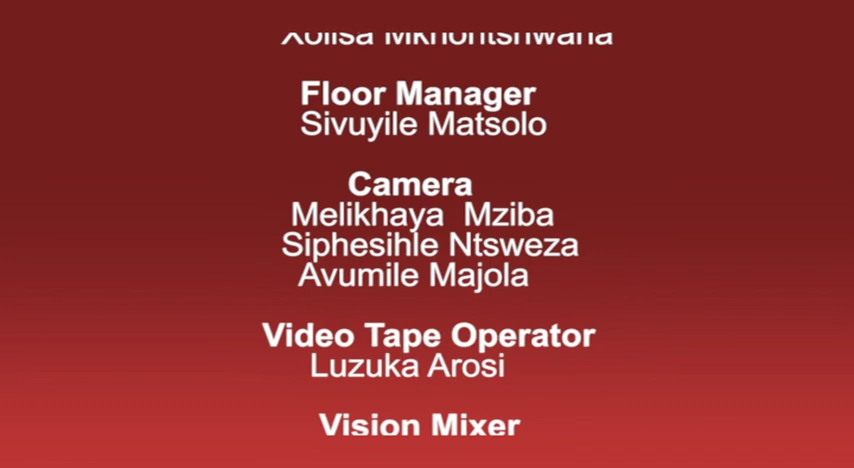 Floor Manager
Sivuyile Matsolo
Camera
Melikhaya Mziba
Siphesihle Ntsweza
Avumile Majola
Video Tape Operator
Luzuka Arosi
Vision Mixer